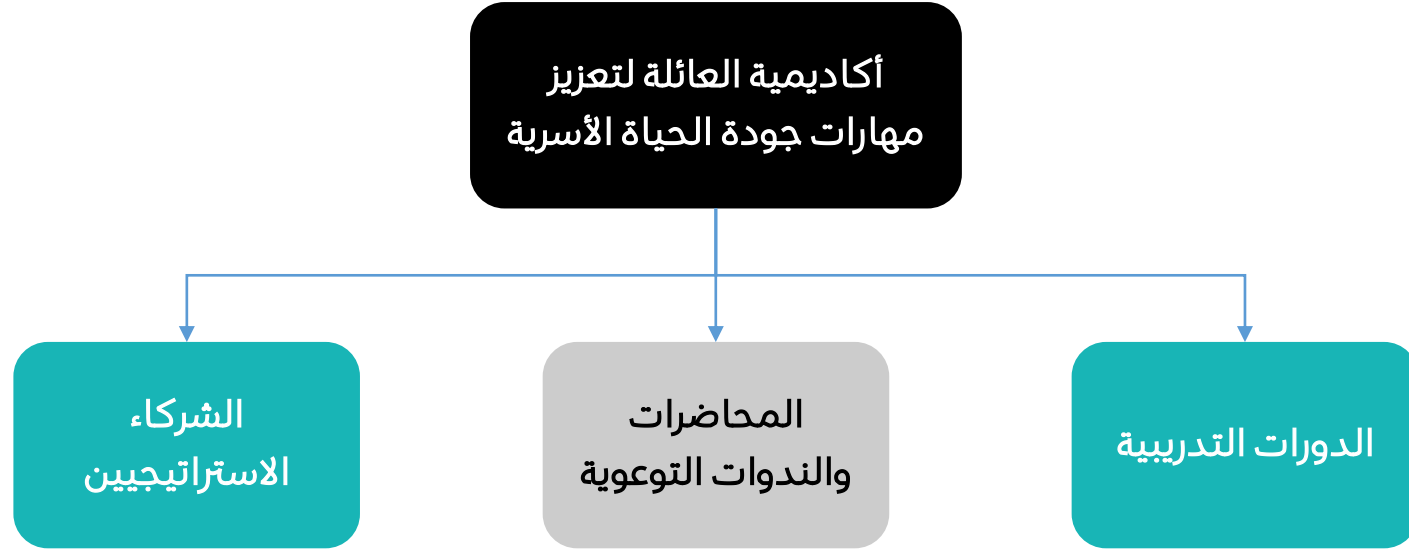 أكاديمية العائلة لتعزيز
مهارات جودة الحياة الأسرية
الدورات التدريبية
المحاضرات
والندوات التوعوية
الشركاء
الاستراتيجيين